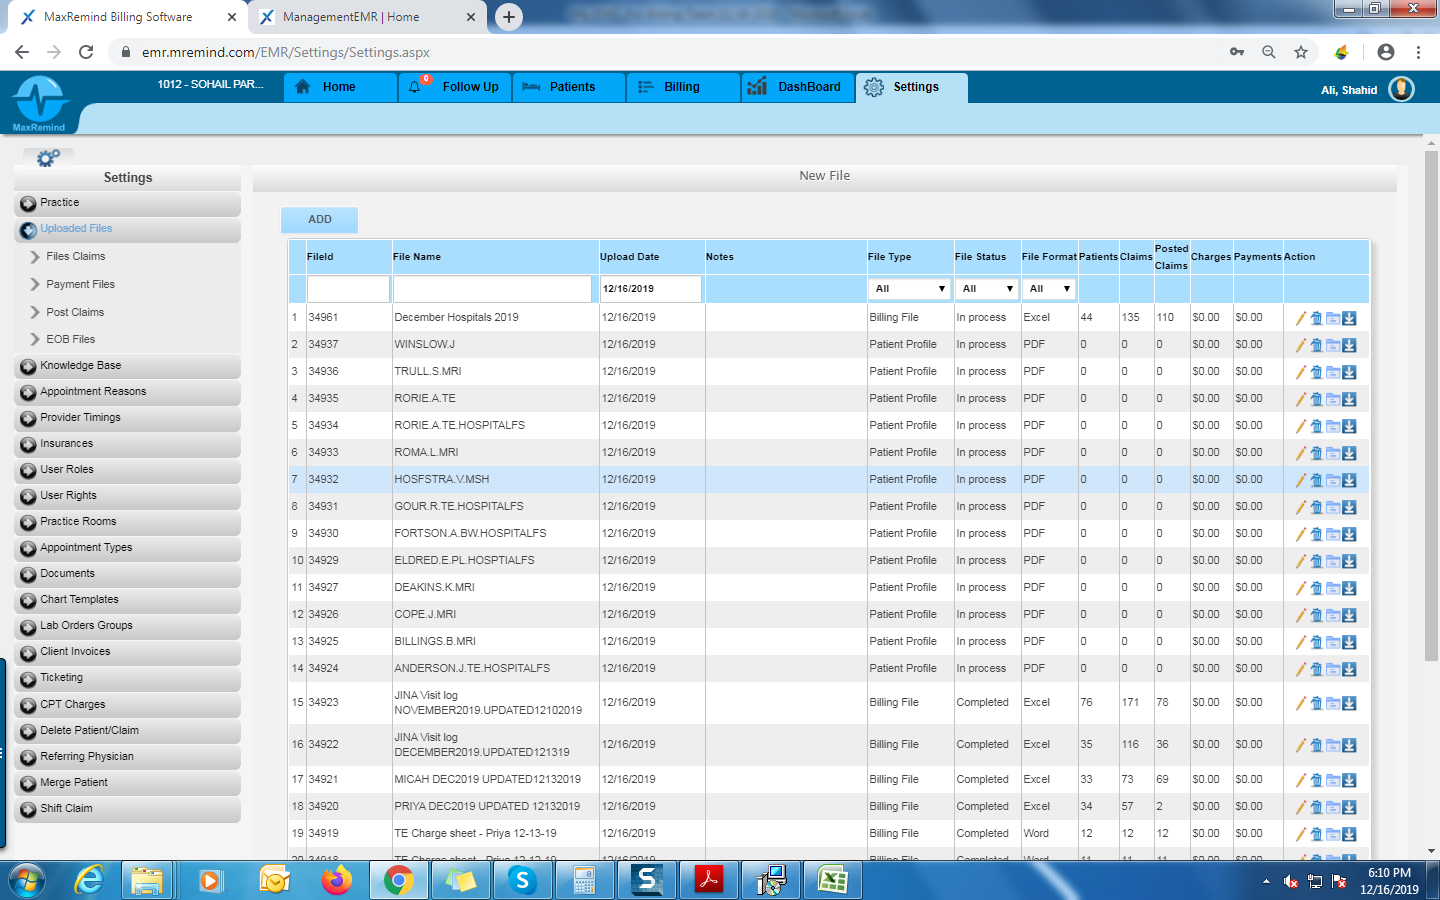 MaxRemind Billing Software
ManagementEMR | Home
emr.mremind.com/EMR/Settings/Settings.aspx
MaxRemind
1012 - SOHAIL PAR...
Home
0
Follow Up
Patients
Billing
DashBoard
Settings
Ali, Shahid
Settings
Practice
Uploaded Files
Files Claims
Payment Files
Post Claims
EOB Files
Knowledge Base
Appointment Reasons
Provider Timings
Insurances
User Roles
User Rights
Practice Rooms
Appointment Types
Documents
Chart Templates
Lab Orders Groups
Client Invoices
Ticketing
CPT Charges
Delete Patient/Claim
Referring Physician
Merge Patient
Shift Claim
New File
ADD
FileId File Name Upload Date Notes File Type File Status File Format Patients Claims Posted Claims Charges Payments Action
12/16/2019 All All All
1 34961 December Hospitals 2019 12/16/2019 Billing File In process Excel 44 135 110 $0.00 $0.00
2 34937 WINSLOW.J 12/16/2019 Patient Profile In process PDF 0 0 0 $0.00 $0.00
3 34936 TRULL.S.MRI 12/16/2019 Patient Profile In process PDF 0 0 0 $0.00 $0.00
4 34935 RORIE.A.TE 12/16/2019 Patient Profile In process PDF 0 0 0 $0.00 $0.00
5 34934 RORIE.A.TE.HOSPITALFS 12/16/2019 Patient Profile In process PDF 0 0 0 $0.00 $0.00
6 34933 ROMA.L.MRI 12/16/2019 Patient Profile In process PDF 0 0 0 $0.00 $0.00
7 34932 HOSFSTRA.V.MSH 12/16/2019 Patient Profile In process PDF 0 0 0 $0.00 $0.00
8 34931 GOUR.R.TE.HOSPITALFS 12/16/2019 Patient Profile In process PDF 0 0 0 $0.00 $0.00
9 34930 FORTSON.A.BW.HOSPITALFS 12/16/2019 Patient Profile In process PDF 0 0 0 $0.00 $0.00
10 34929 ELDRED.E.PL.HOSPTIALFS 12/16/2019 Patient Profile In process PDF 0 0 0 $0.00 $0.00
11 34927 DEAKINS.K.MRI 12/16/2019 Patient Profile In process PDF 0 0 0 $0.00 $0.00
12 34926 COPE.J.MRI 12/16/2019 Patient Profile In process PDF 0 0 0 $0.00 $0.00
13 34925 BILLINGS.B.MRI 12/16/2019 Patient Profile In process PDF 0 0 0 $0.00 $0.00
14 34924 ANDERSON.J.TE.HOSPITALFS 12/16/2019 Patient Profile In process PDF 0 0 0 $0.00 $0.00
15 34923 JINA Visit log NOVEMBER2019.UPDATED12102019 12/16/2019 Billing File Completed Excel 76 171 78 $0.00 $0.00
16 34922 JINA Visit log DECEMBER2019.UPDATED121319 12/16/2019 Billing File Completed Excel 35 116 36 $0.00 $0.00
17 34921 MICAH DEC2019 UPDATED12132019 12/16/2019 Billing File Completed Excel 33 73 69 $0.00 $0.00
18 34920 PRIYA DEC2019 UPDATED 12132019 12/16/2019 Billing File Completed Excel 34 57 2 $0.00 $0.00
19 34919 TE Charge sheet - Priya 12-13-19 12/16/2019 Billing File Completed Word 12 12 12 $0.00 $0.00
20 34918 TE Charge sheet - Priya 12-12-19 12/16/2019 Billing File Completed Word 11 11 11 $0.00 $0.00
6:10 PM
12/16/2019